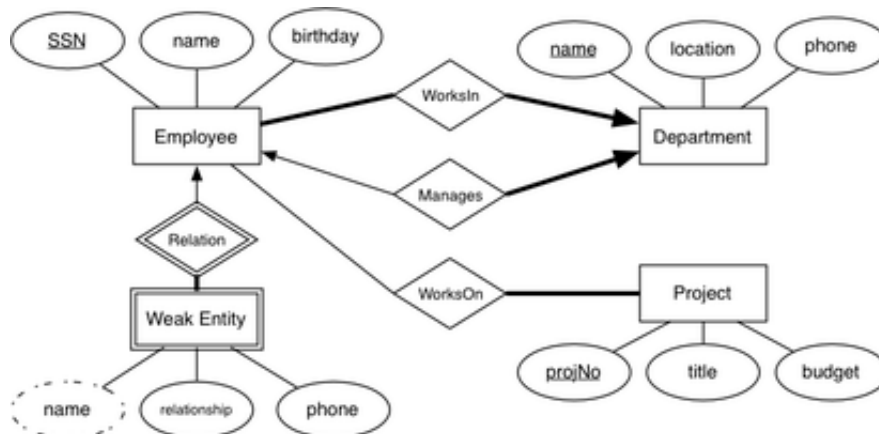 SSN
name
birthday
name
location
phone
WorksIn
Employee
Department
Manages
Relation
WorksOn
Project
Weak Entity
projNo
title
budget
name
relationship
phone